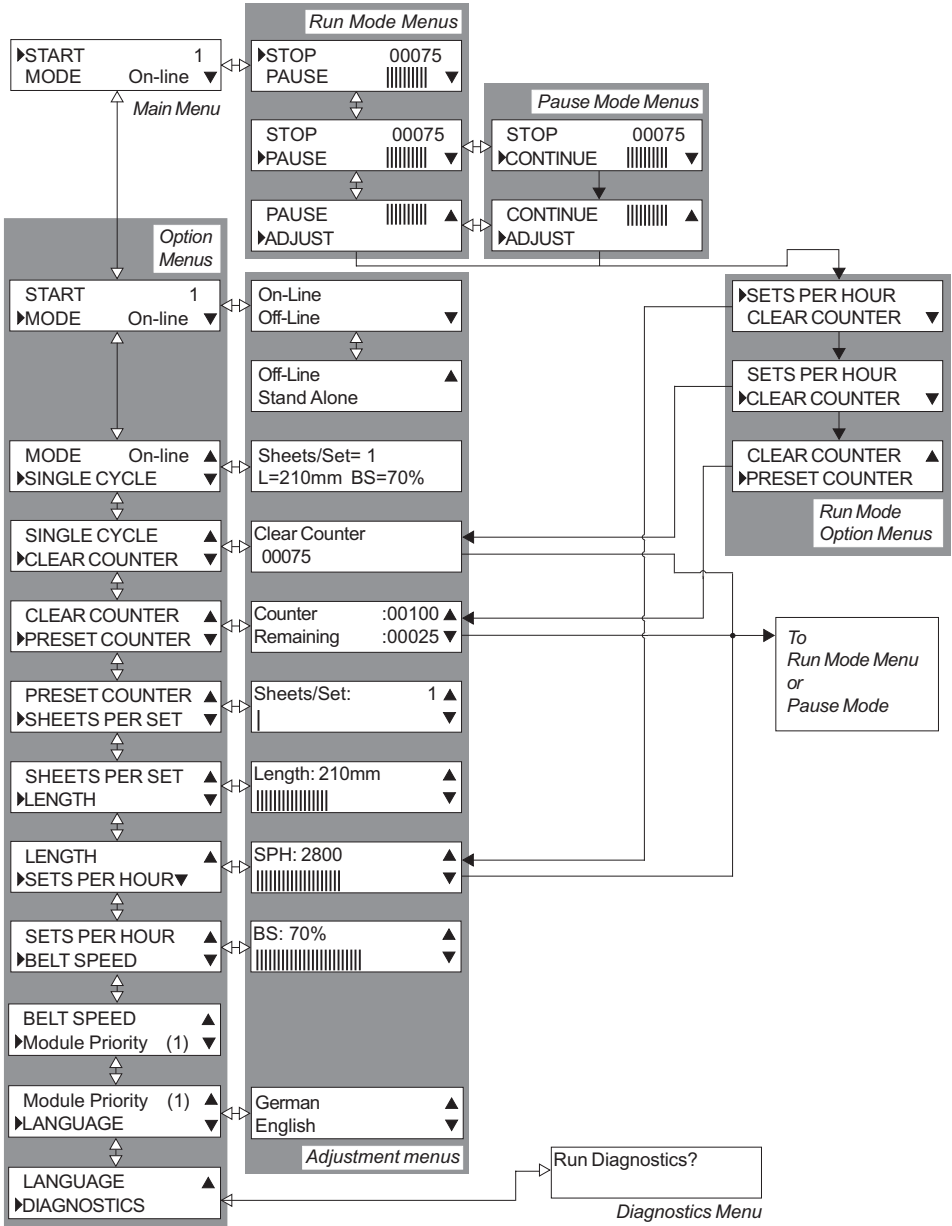 Run Mode Menus
▶START 1
MODE On-line ▼
Main Menu
▶STOP 00075
PAUSE ▼
STOP 00075
▶PAUSE ▼
PAUSE ▲
▶ADJUST
Pause Mode Menus
STOP 00075
▶CONTINUE ▼
CONTINUE ▲
▶ADJUST
Option
Menus
START 1
▶MODE On-line ▼
On-Line
Off-Line ▼
Off-Line ▲
Stand Alone
▶SETS PER HOUR
CLEAR COUNTER ▼
SETS PER HOUR
▶CLEAR COUNTER ▼
CLEAR COUNTER ▲
▶PRESET COUNTER
Run Mode
Option Menus
MODE On-line ▲
▶SINGLE CYCLE ▼
Sheets/Set= 1
L=210mm BS=70%
SINGLE CYCLE ▲
▶CLEAR COUNTER ▼
Clear Counter
00075
CLEAR COUNTER ▲
▶PRESET COUNTER ▼
Counter :00100 ▲
Remaining :00025 ▼
To
Run Mode Menu
or
Pause Mode
PRESET COUNTER ▲
▶SHEETS PER SET ▼
Sheets/Set: 1 ▲
▼
SHEETS PER SET ▲
▶LENGTH ▼
Length: 210mm ▲
▼
LENGTH ▲
▶SETS PER HOUR▼
SPH: 2800 ▲
▼
SETS PER HOUR ▲
▶BELT SPEED ▼
BS: 70% ▲
▼
BELT SPEED ▲
▶Module Priority (1) ▼
Module Priority (1) ▲
▶LANGUAGE ▼
German ▲
English ▼
Adjustment menus
LANGUAGE ▲
▶DIAGNOSTICS
Run Diagnostics?
Diagnostics Menu